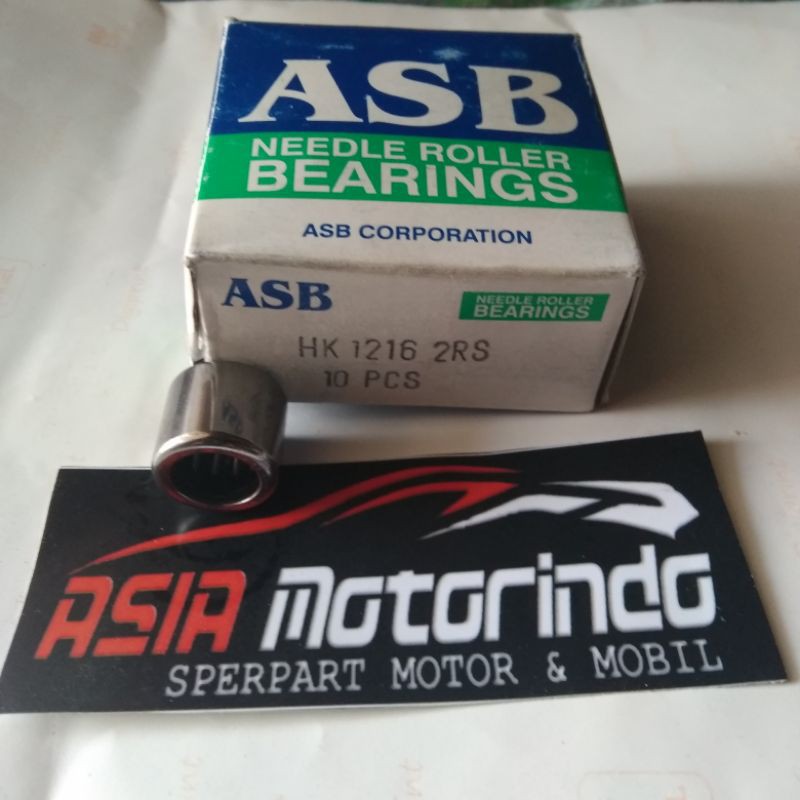 ASB
NEEDLE ROLLER
BEARINGS
ASB CORPORATION
ASB
NEEDLE ROLLER
BEARINGS
HK 1216 2RS
10 PCS
ASIA Motorindo
SPERPART MOTOR & MOBIL